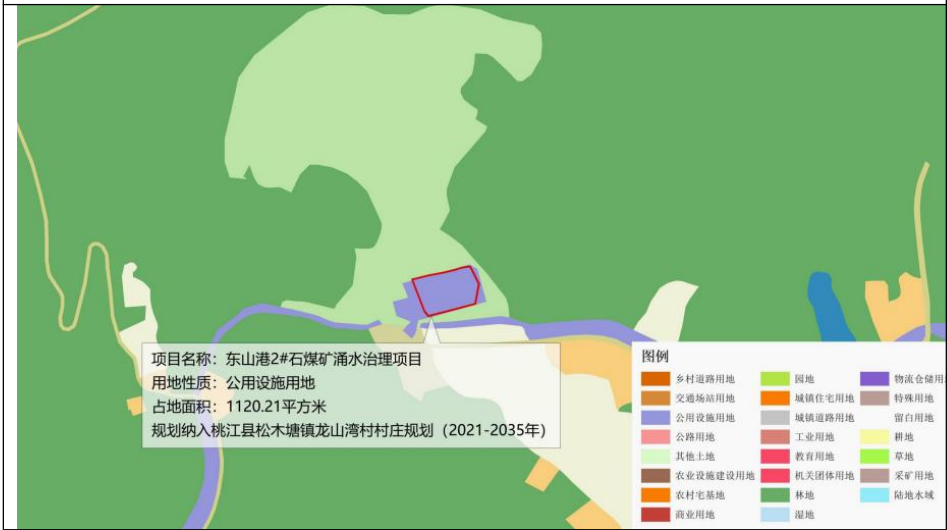 项目名称：东山港2#石煤矿涌水治理项目
用地性质：公用设施用地
占地面积：1120.21平方米
规划纳入桃江县松木塘镇龙山湾村村庄规划（2021-2035年）
图例
乡村道路用地 园地 物流仓储用
交通场站用地 城镇住宅用地 特殊用地
公用设施用地 城镇道路用地 留白用地
公路用地 工业用地 耕地
其他土地 教育用地 草地
农业设施建设用地 机关团体用地 采矿用地
农村宅基地 林地 陆地水域
商业用地 湿地